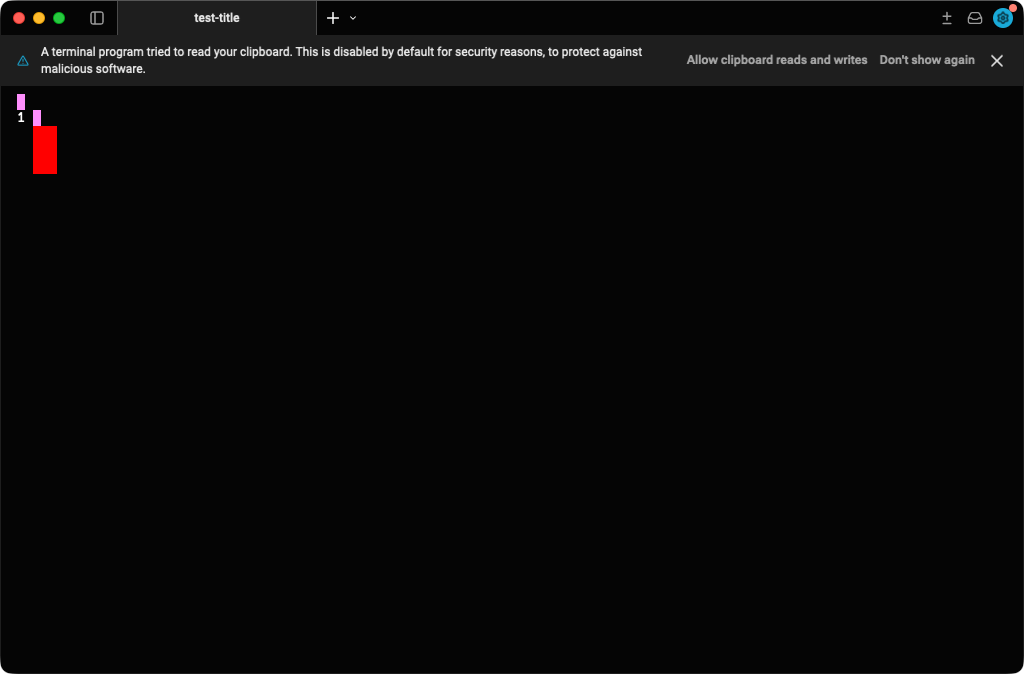 test-title
A terminal program tried to read your clipboard. This is disabled by default for security reasons, to protect against
malicious software.
Allow clipboard reads and writes
Don't show again
1